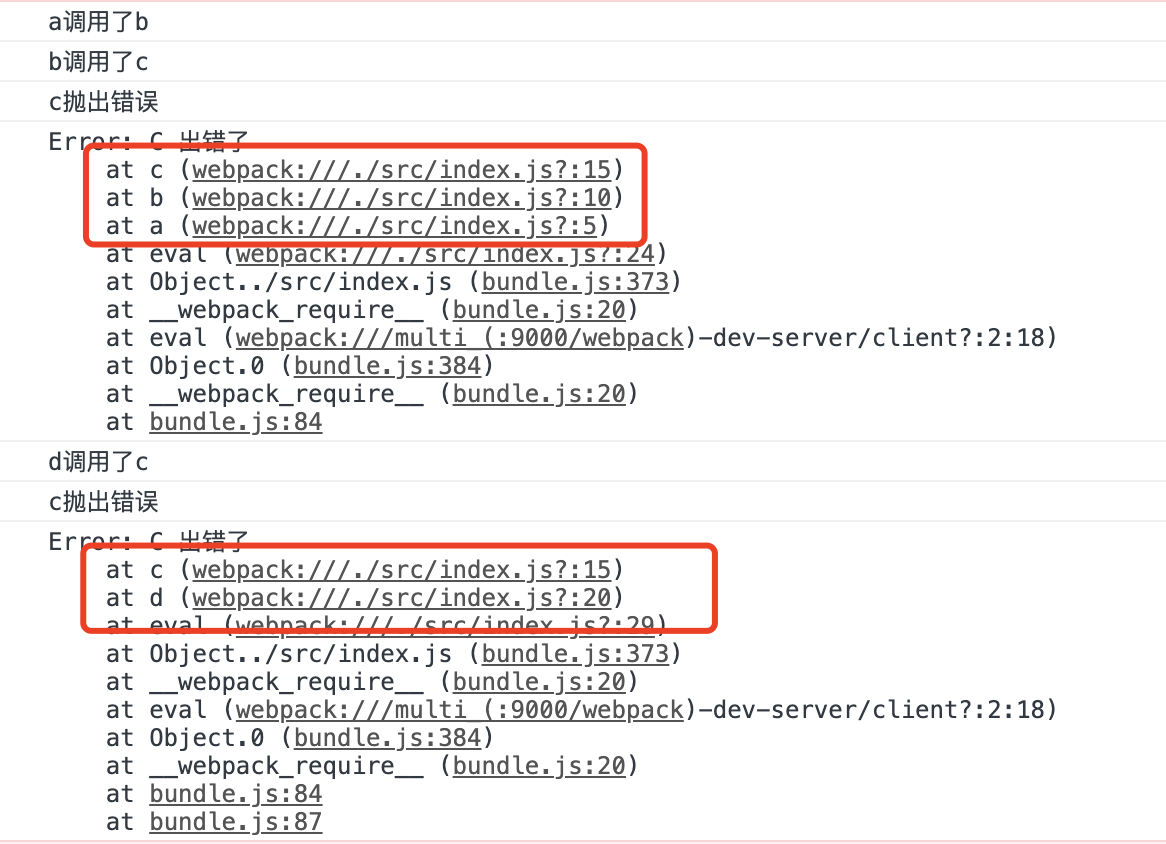 a调用了b
b调用了c
c抛出错误
Error: C 出错了
at c (webpack:///./src/index.js?:15)
at b (webpack:///./src/index.js?:10)
at a (webpack:///./src/index.js?:5)
at eval (webpack:///./src/index.js?:24)
at Object../src/index.js (bundle.js:373)
at __webpack_require__ (bundle.js:20)
at eval (webpack:///multi_(:9000/webpack)-dev-server/client?:2:18)
at Object.0 (bundle.js:384)
at __webpack_require__ (bundle.js:20)
at bundle.js:84
d调用了c
c抛出错误
Error: C 出错了
at c (webpack:///./src/index.js?:15)
at d (webpack:///./src/index.js?:20)
at eval (webpack:///./src/index.js?:29)
at Object../src/index.js (bundle.js:373)
at __webpack_require__ (bundle.js:20)
at eval (webpack:///multi_(:9000/webpack)-dev-server/client?:2:18)
at Object.0 (bundle.js:384)
at __webpack_require__ (bundle.js:20)
at bundle.js:84
at bundle.js:87